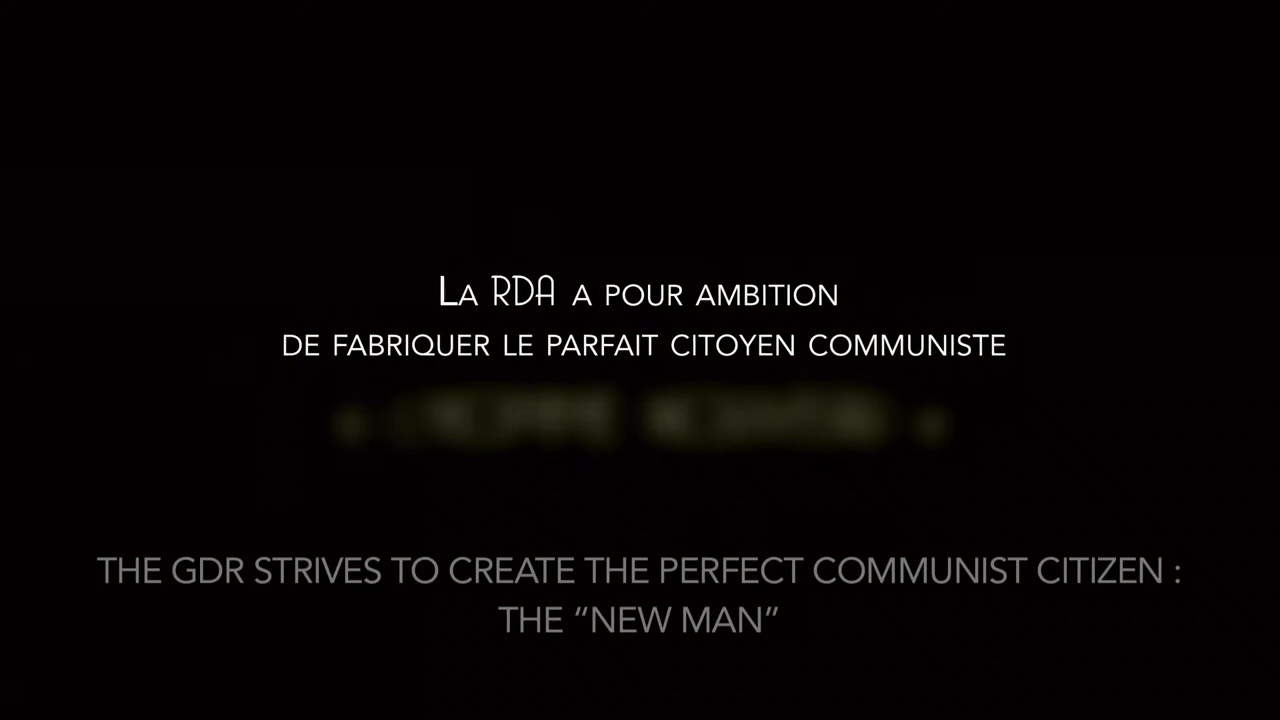 La RDA a pour ambition
de fabriquer le parfait citoyen communiste
THE GDR STRIVES TO CREATE THE PERFECT COMMUNIST CITIZEN :
THE “NEW MAN”